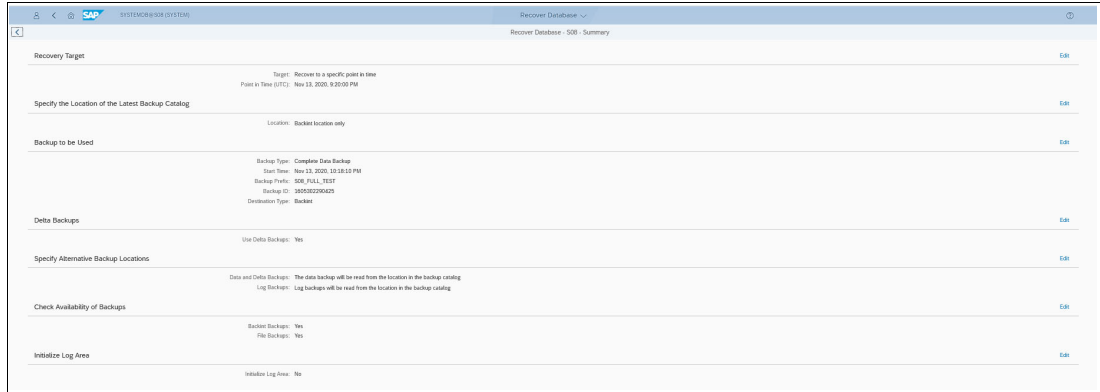 SAP SYSTEMDB@S08 (SYSTEM) Recover Database
Recover Database - S08 - Summary
Recovery Target Edit
Target: Recover to a specific point in time
Point in Time (UTC): Nov 13, 2020, 9:20:00 PM
Specify the Location of the Latest Backup Catalog Edit
Location: Backint location only
Backup to be Used Edit
Backup Type: Complete Data Backup
Start Time: Nov 13, 2020, 10:18:10 PM
Backup Prefix: S08_FULL_TEST
Backup ID: 1605302290425
Destination Type: Backint
Delta Backups Edit
Use Delta Backups: Yes
Specify Alternative Backup Locations Edit
Data and Delta Backups: The data backup will be read from the location in the backup catalog
Log Backups: Log backups will be read from the location in the backup catalog
Check Availability of Backups Edit
Backint Backups: Yes
File Backups: Yes
Initialize Log Area Edit
Initialize Log Area: No